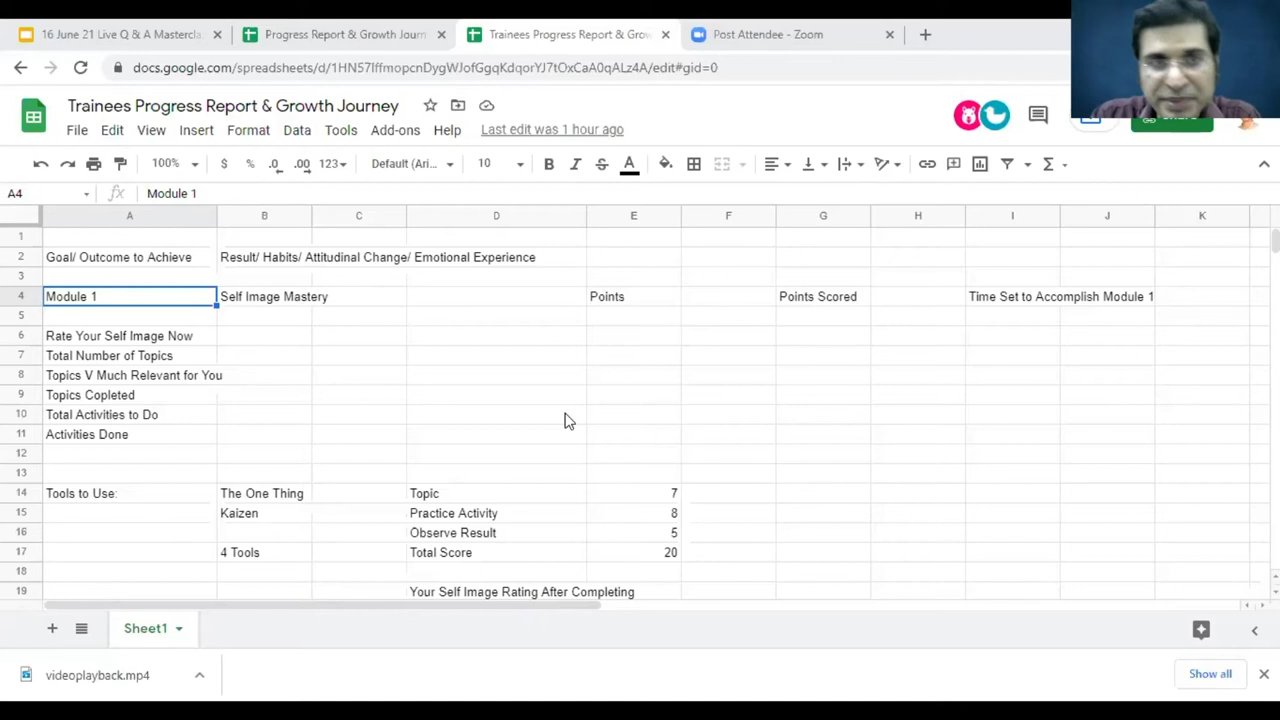 16 June 21 Live Q & A Mastercla
Progress Report & Growth Journ
Trainees Progress Report & Grow
Post Attendee - Zoom
docs.google.com/spreadsheets/d/1HN57lffmopcnDygWJofGgqKdqorYJ7tOxCaA0qALz4A/edit#gid=0
Trainees Progress Report & Growth Journey
File Edit View Insert Format Data Tools Add-ons Help Last edit was 1 hour ago
100% $ % .0 .00 123 Default (Ari... 10 B I S A
A4 fx Module 1
A B C D E F G H I J K
1
2 Goal/ Outcome to Achieve Result/ Habits/ Attitudinal Change/ Emotional Experience
3
4 Module 1 Self Image Mastery Points Points Scored Time Set to Accomplish Module 1
5
6 Rate Your Self Image Now
7 Total Number of Topics
8 Topics V Much Relevant for You
9 Topics Copleted
10 Total Activities to Do
11 Activities Done
12
13
14 Tools to Use: The One Thing Topic 7
15 Kaizen Practice Activity 8
16 Observe Result 5
17 4 Tools Total Score 20
18
19 Your Self Image Rating After Completing
Sheet1
videoplayback.mp4
Show all